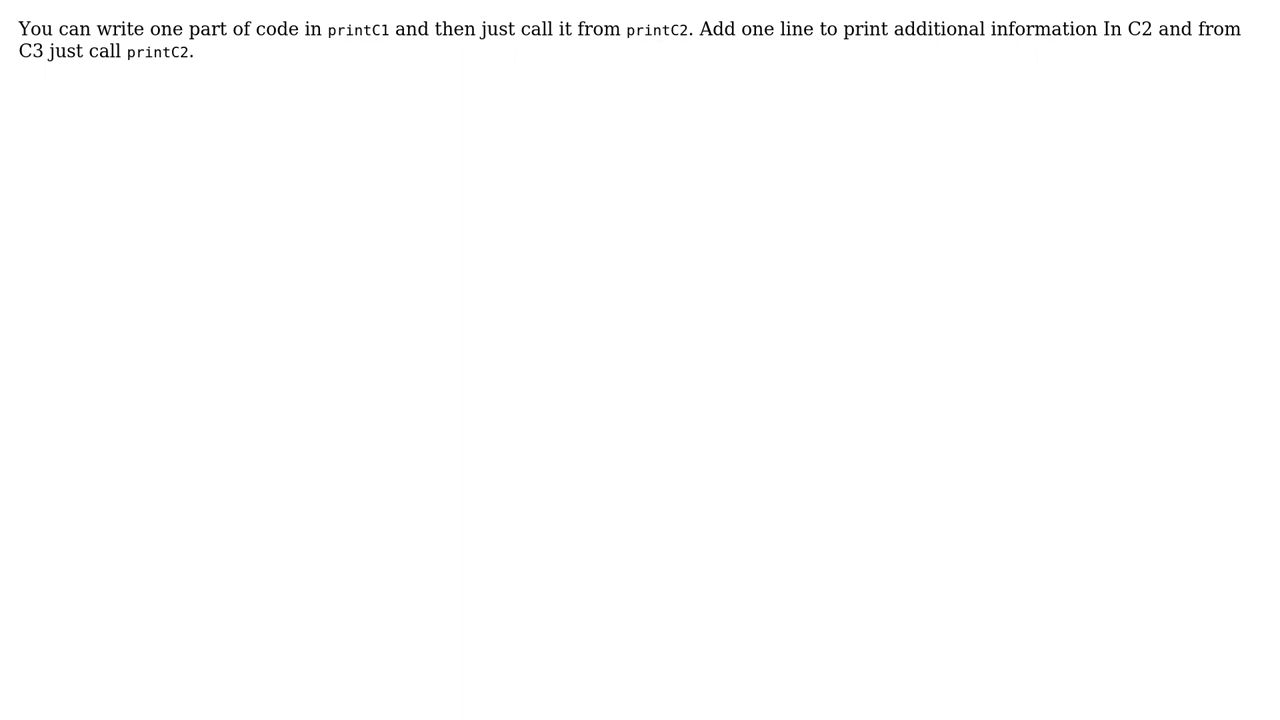 You can write one part of code in printC1 and then just call it from printC2. Add one line to print additional information In C2 and from
C3 just call printC2.